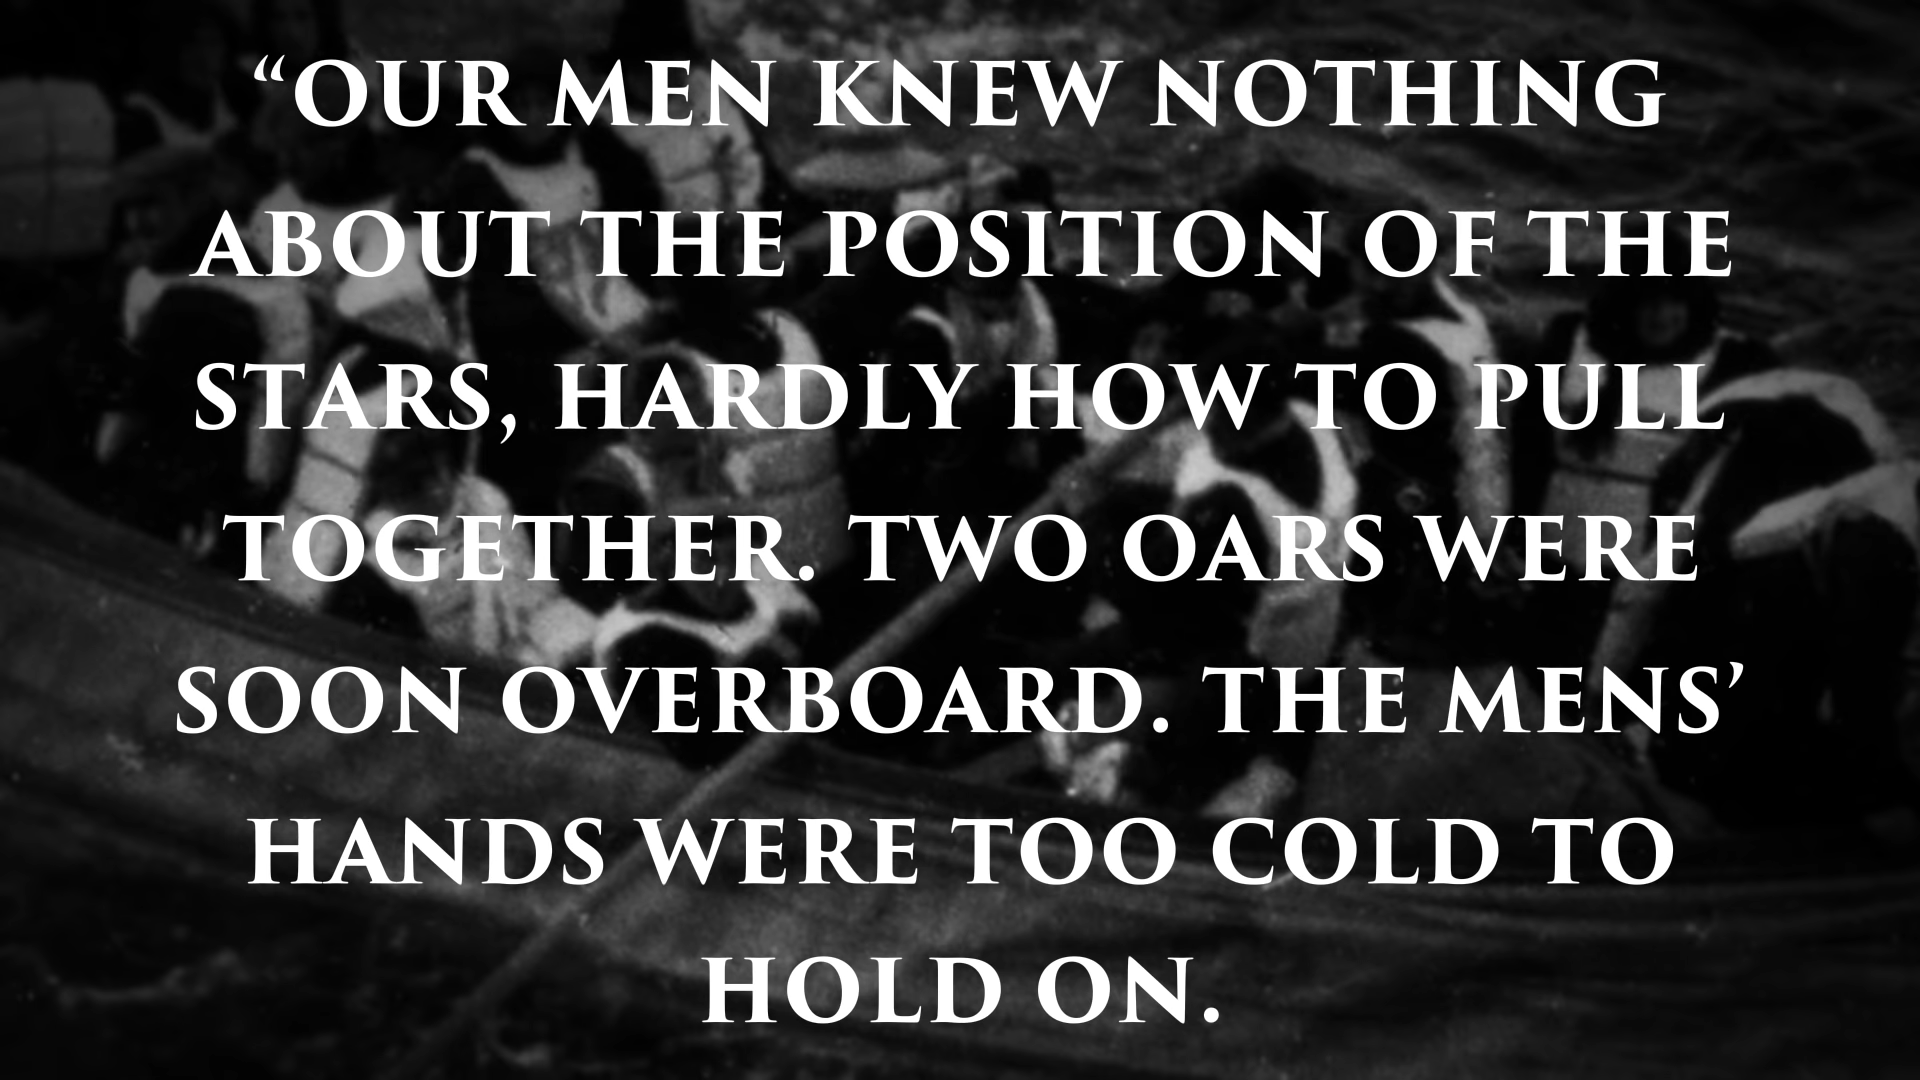 “OUR MEN KNEW NOTHING
ABOUT THE POSITION OF THE
STARS, HARDLY HOW TO PULL
TOGETHER. TWO OARS WERE
SOON OVERBOARD. THE MENS’
HANDS WERE TOO COLD TO
HOLD ON.